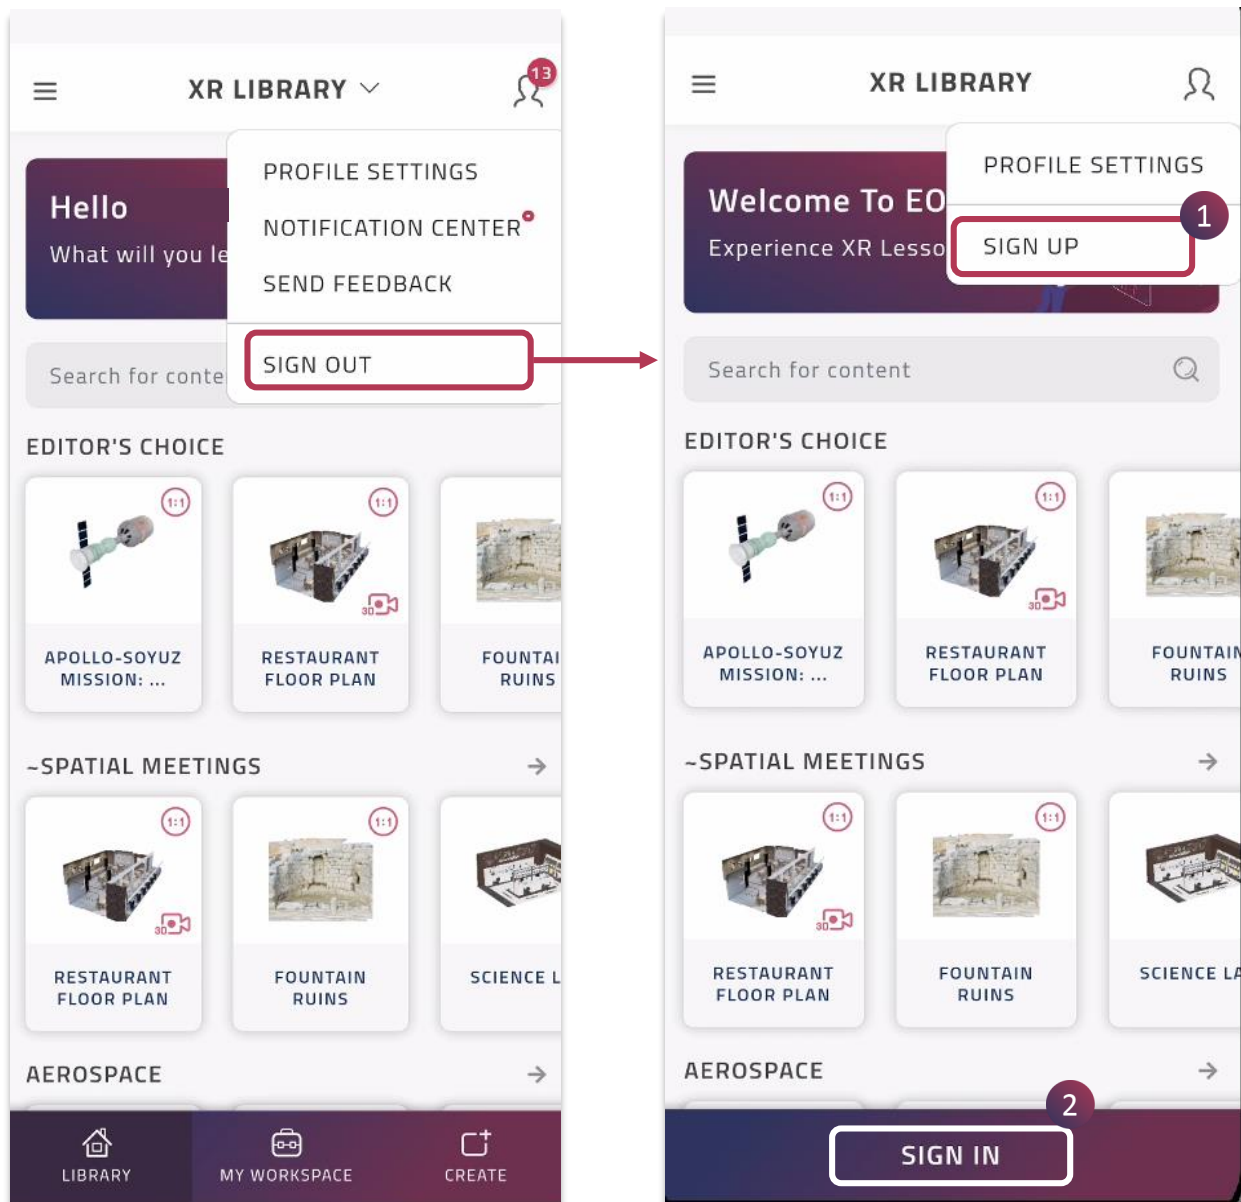 XR LIBRARY
13
PROFILE SETTINGS
NOTIFICATION CENTER
SEND FEEDBACK
SIGN OUT
Hello
What will you le
Search for conte
EDITOR'S CHOICE
1:1
1:1
3D
APOLLO-SOYUZ
MISSION: ...
RESTAURANT
FLOOR PLAN
FOUNTAI
RUINS
~SPATIAL MEETINGS
1:1
1:1
3D
RESTAURANT
FLOOR PLAN
FOUNTAIN
RUINS
SCIENCE L
AEROSPACE
LIBRARY
MY WORKSPACE
CREATE
XR LIBRARY
PROFILE SETTINGS
1
SIGN UP
Welcome To EO
Experience XR Lesso
Search for content
EDITOR'S CHOICE
1:1
1:1
3D
APOLLO-SOYUZ
MISSION: ...
RESTAURANT
FLOOR PLAN
FOUNTAIN
RUINS
~SPATIAL MEETINGS
1:1
1:1
3D
RESTAURANT
FLOOR PLAN
FOUNTAIN
RUINS
SCIENCE LA
AEROSPACE
2
SIGN IN